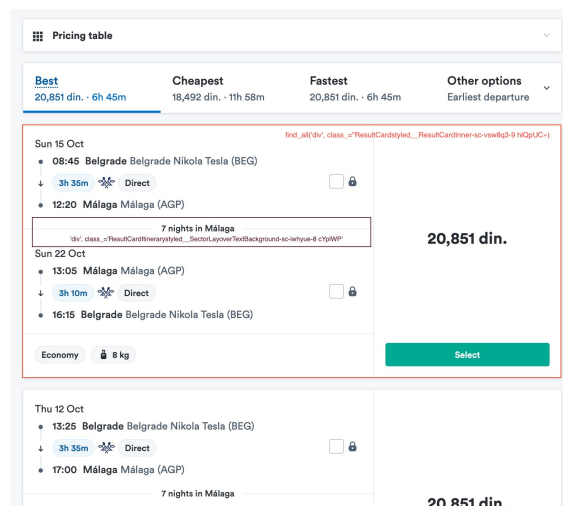 Pricing table
Best Cheapest Fastest Other options
20,851 din. · 6h 45m 18,492 din. · 11h 58m 20,851 din. · 6h 45m Earliest departure
find_all('div', class_="ResultCardstyled__ResultCardInner-sc-vsw8q3-9 hIQpUC»)
Sun 15 Oct
08:45 Belgrade Belgrade Nikola Tesla (BEG)
3h 35m Direct
12:20 Málaga Málaga (AGP)
7 nights in Málaga
'div', class_='ResultCardItinerarystyled__SectorLayoverTextBackground-sc-iwhyue-8 cYpIWP'
20,851 din.
Sun 22 Oct
13:05 Málaga Málaga (AGP)
3h 10m Direct
16:15 Belgrade Belgrade Nikola Tesla (BEG)
Economy 8 kg Select
Thu 12 Oct
13:25 Belgrade Belgrade Nikola Tesla (BEG)
3h 35m Direct
17:00 Málaga Málaga (AGP)
7 nights in Málaga
20,851 din.